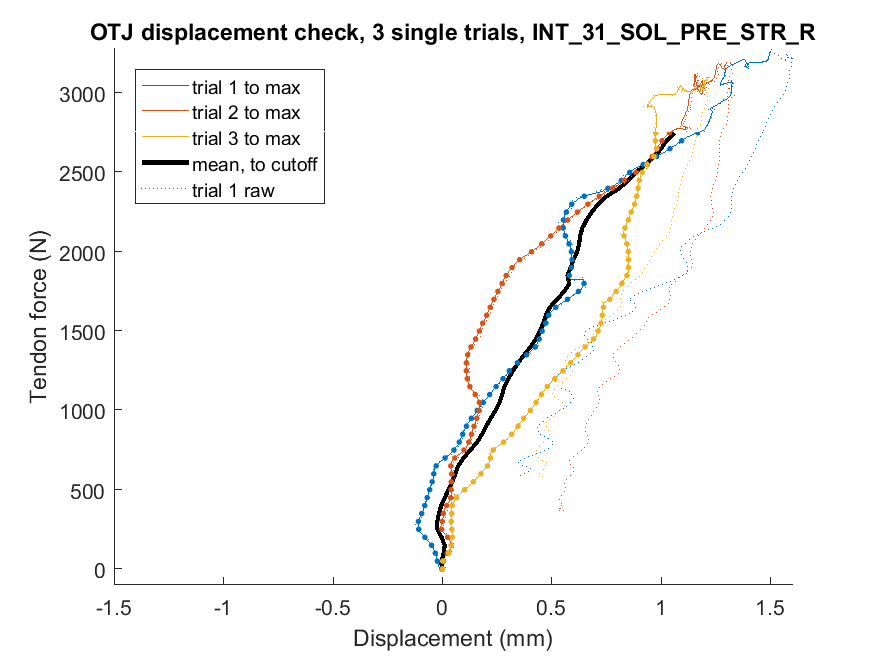 OTJ displacement check, 3 single trials, INT_31_SOL_PRE_STR_R
trial 1 to max
trial 2 to max
trial 3 to max
mean, to cutoff
trial 1 raw
Tendon force (N)
3000
2500
2000
1500
1000
500
0
-1.5 -1 -0.5 0 0.5 1 1.5
Displacement (mm)